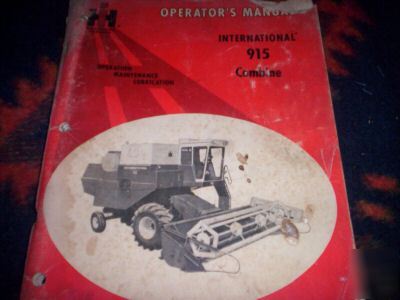 OPERATOR'S MANUAL
INTERNATIONAL
915
Combine
OPERATION
MAINTENANCE
LUBRICATION